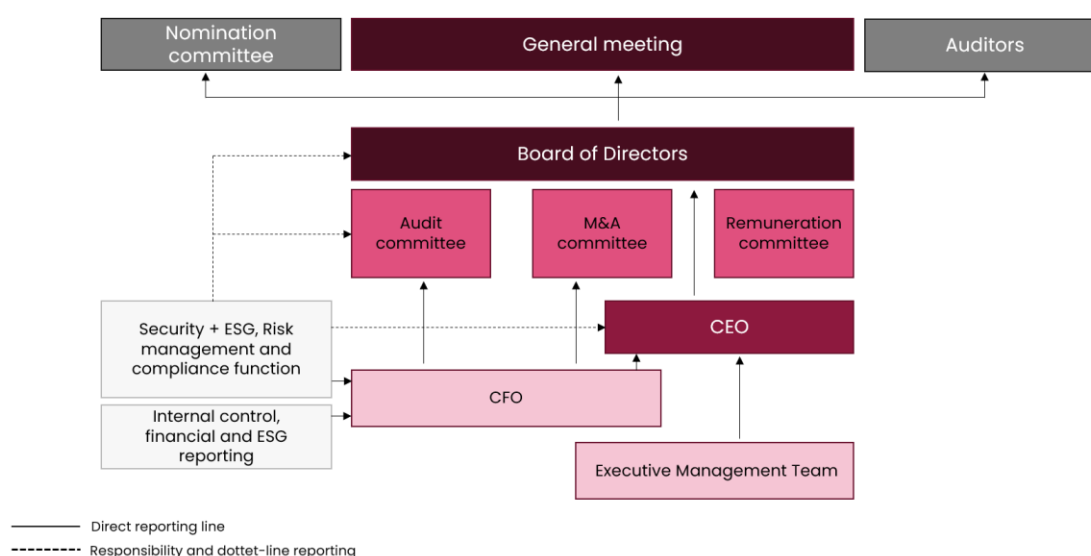 Nomination
committee
General meeting
Auditors
Board of Directors
Audit
committee
M&A
committee
Remuneration
committee
Security + ESG, Risk
management and
compliance function
CEO
CFO
Internal control,
financial and ESG
reporting
Executive Management Team
Direct reporting line
Responsibility and dottet-line reporting